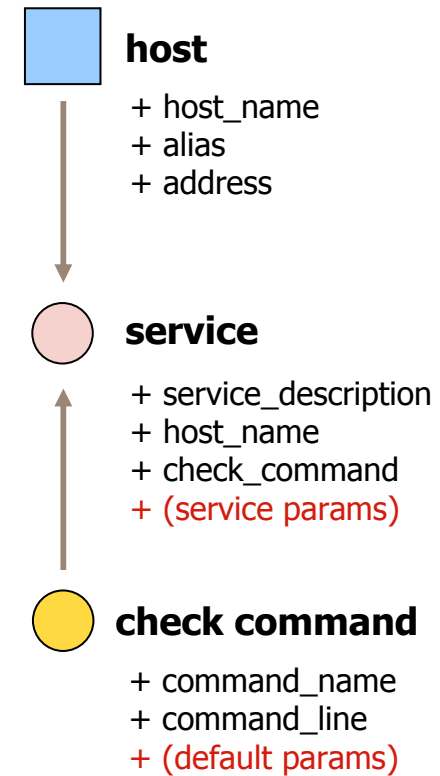 host
+ host_name
+ alias
+ address
service
+ service_description
+ host_name
+ check_command
+ (service params)
check command
+ command_name
+ command_line
+ (default params)